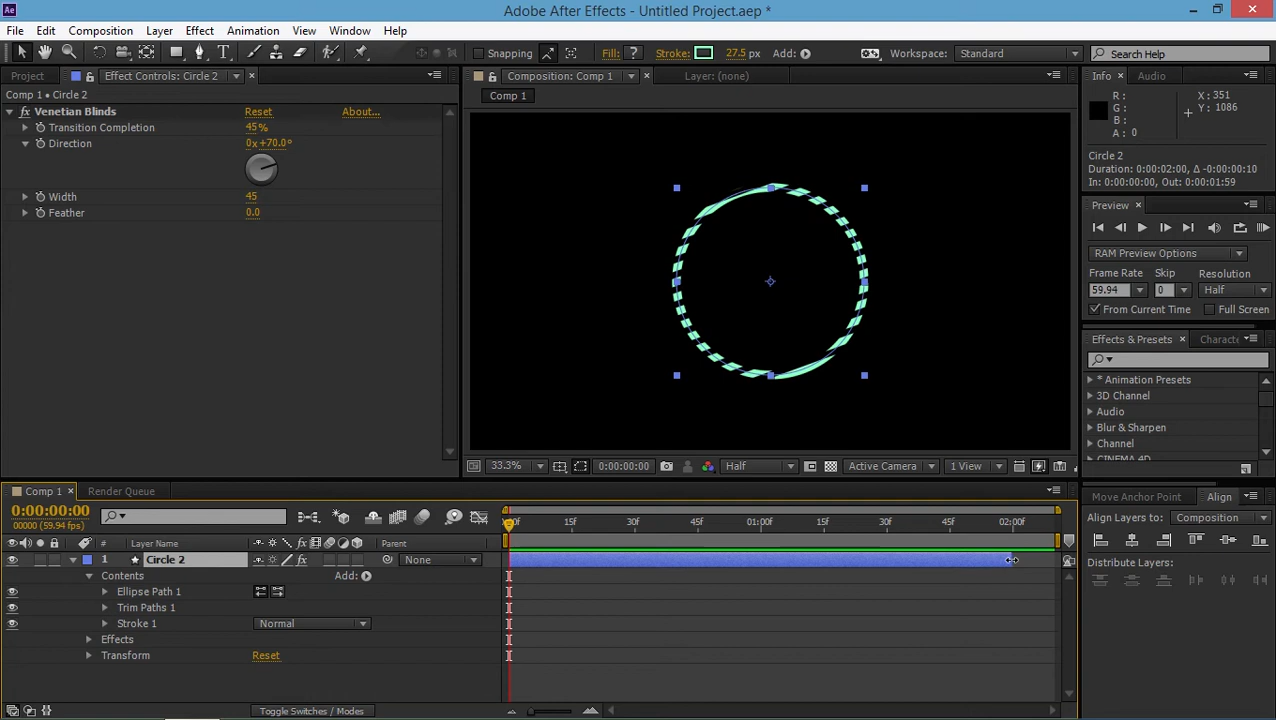 Ae Adobe After Effects - Untitled Project.aep *
File Edit Composition Layer Effect Animation View Window Help
Snapping Fill: ? Stroke: 27.5 px Add: Workspace: Standard Search Help
Project Effect Controls: Circle 2
Comp 1 • Circle 2
fx Venetian Blinds Reset About...
Transition Completion 45%
Direction 0x+70.0°
Width 45
Feather 0.0
Composition: Comp 1 Layer: (none)
Comp 1
33.3% 0:00:00:00 Half Active Camera 1 View
Info Audio
R: X: 351
G: Y: 1086
B:
A: 0
Circle 2
Duration: 0:00:02:00, Δ -0:00:00:10
In: 0:00:00:00, Out: 0:00:01:59
Preview
RAM Preview Options
Frame Rate Skip Resolution
59.94 0 Half
From Current Time Full Screen
Effects & Presets Characte
* Animation Presets
3D Channel
Audio
Blur & Sharpen
Channel
CINEMA 4D
Move Anchor Point Align
Align Layers to: Composition
Distribute Layers:
Comp 1 Render Queue
0:00:00:00
00000 (59.94 fps)
:00F 15F 30F 45F 01:00F 15F 30F 45F 02:00F
# Layer Name fx Parent
1 Circle 2 fx None
Contents Add:
Ellipse Path 1
Trim Paths 1
Stroke 1 Normal
Effects
Transform Reset
Toggle Switches / Modes